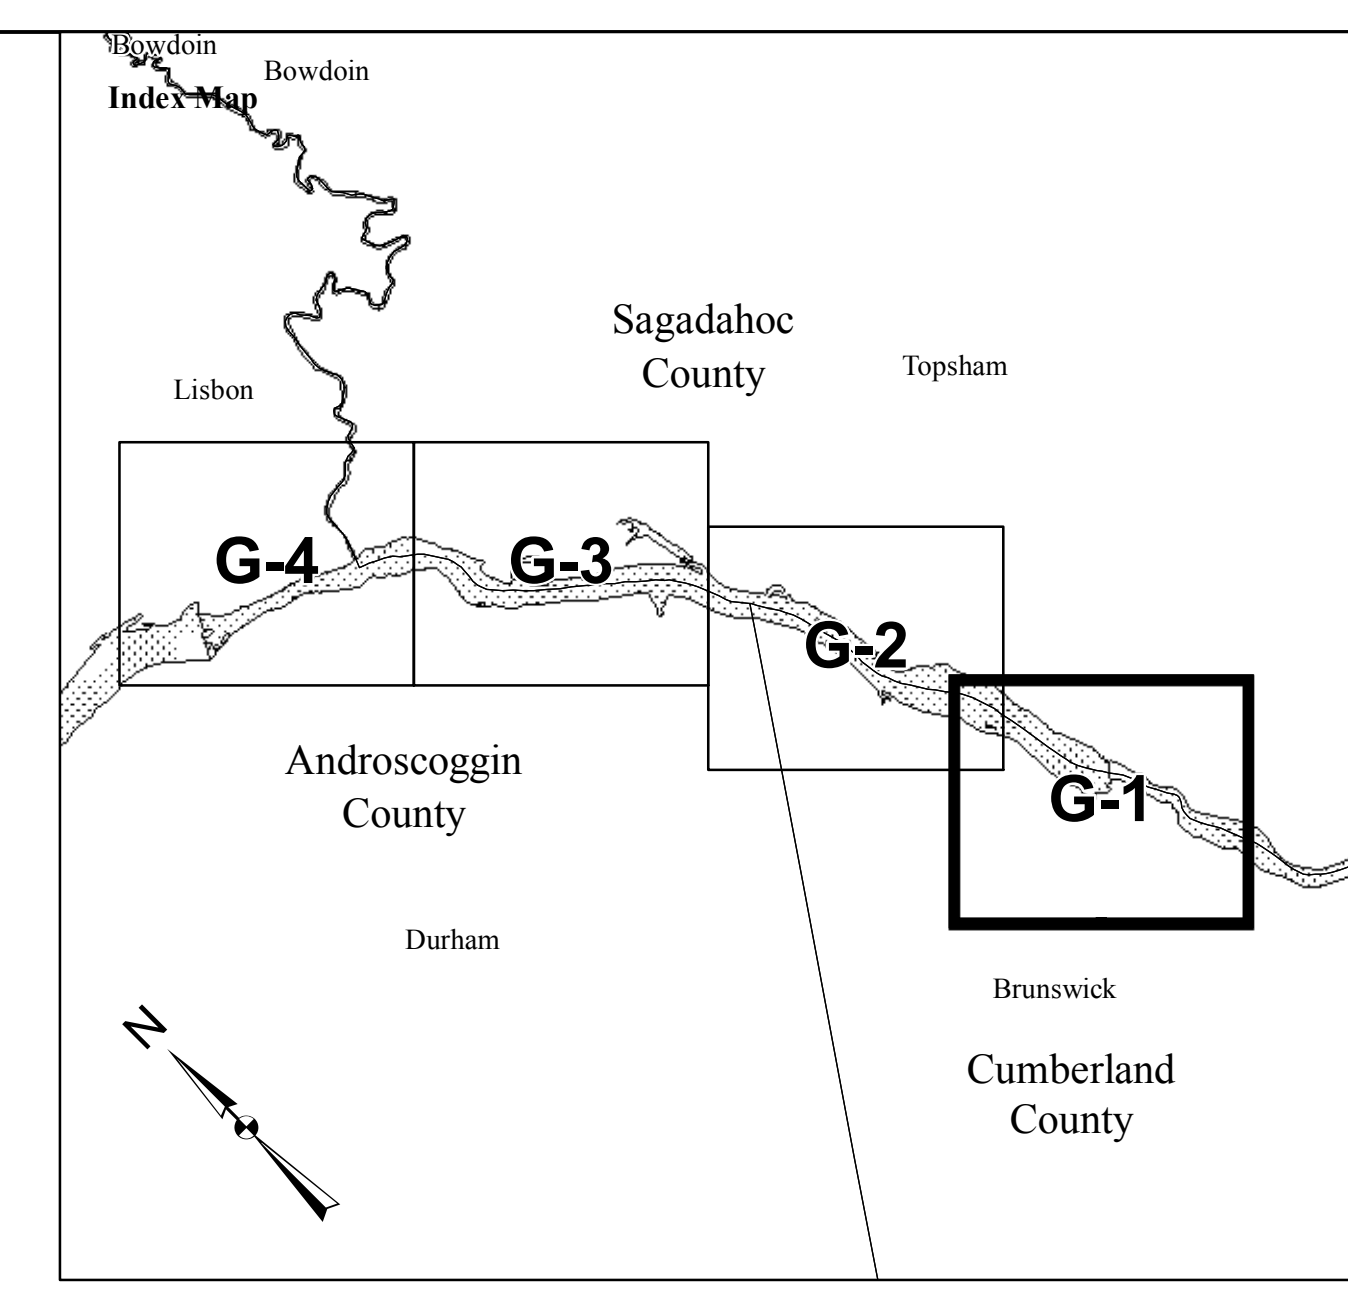 Bowdoin
Bowdoin
Index Map
Sagadahoc
County
Topsham
Lisbon
G-4
G-3
G-2
G-1
Androscoggin
County
Durham
Brunswick
N
Cumberland
County